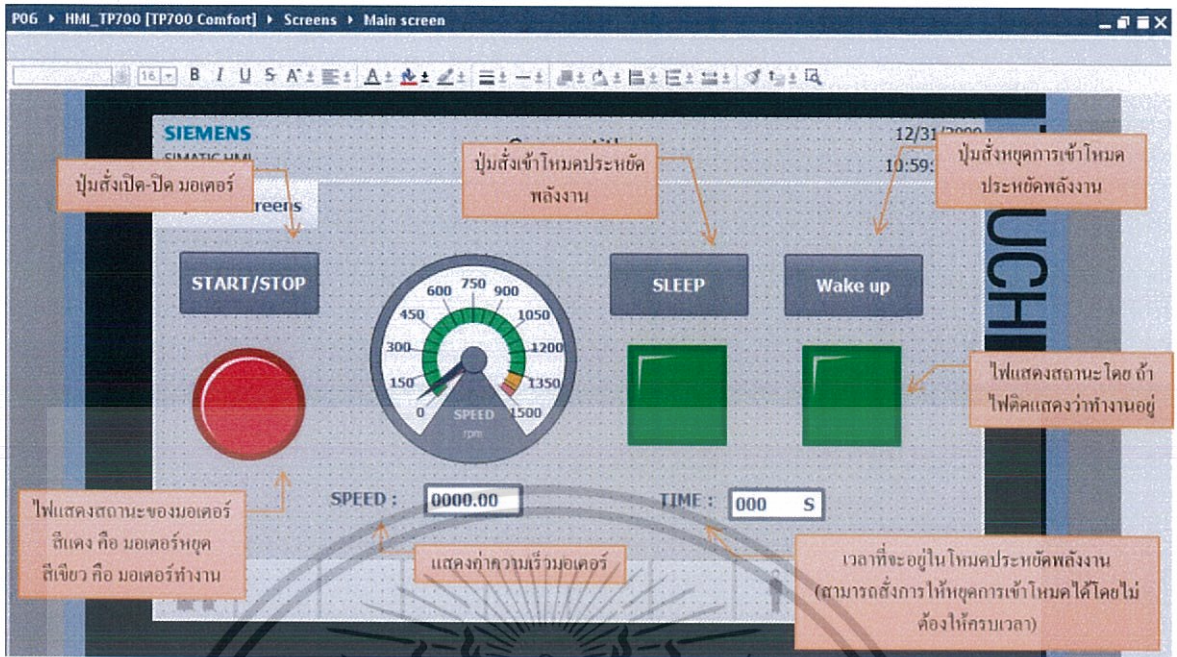 P06 ▸ HMI_TP700 [TP700 Comfort] ▸ Screens ▸ Main screen
16
B I U S A
SIEMENS
SIMATIC HMI
12/31/2000
10:59:
ปุ่มสั่งเปิด-ปิด มอเตอร์
ปุ่มสั่งเข้าโหมดประหยัด
พลังงาน
ปุ่มสั่งหยุดการเข้าโหมด
ประหยัดพลังงาน
reens
UCH
START/STOP
SLEEP
Wake up
0
150
300
450
600
750
900
1050
1200
1350
1500
SPEED
rpm
ไฟแสดงสถานะโดย ถ้า
ไฟติดแสดงว่าทำงานอยู่
SPEED :
0000.00
TIME :
000 S
ไฟแสดงสถานะของมอเตอร์
สีแดง คือ มอเตอร์หยุด
สีเขียว คือ มอเตอร์ทำงาน
แสดงค่าความเร็วมอเตอร์
เวลาที่จะอยู่ในโหมดประหยัดพลังงาน
(สามารถสั่งการให้หยุดการเข้าโหมดได้โดยไม่
ต้องให้ครบเวลา)